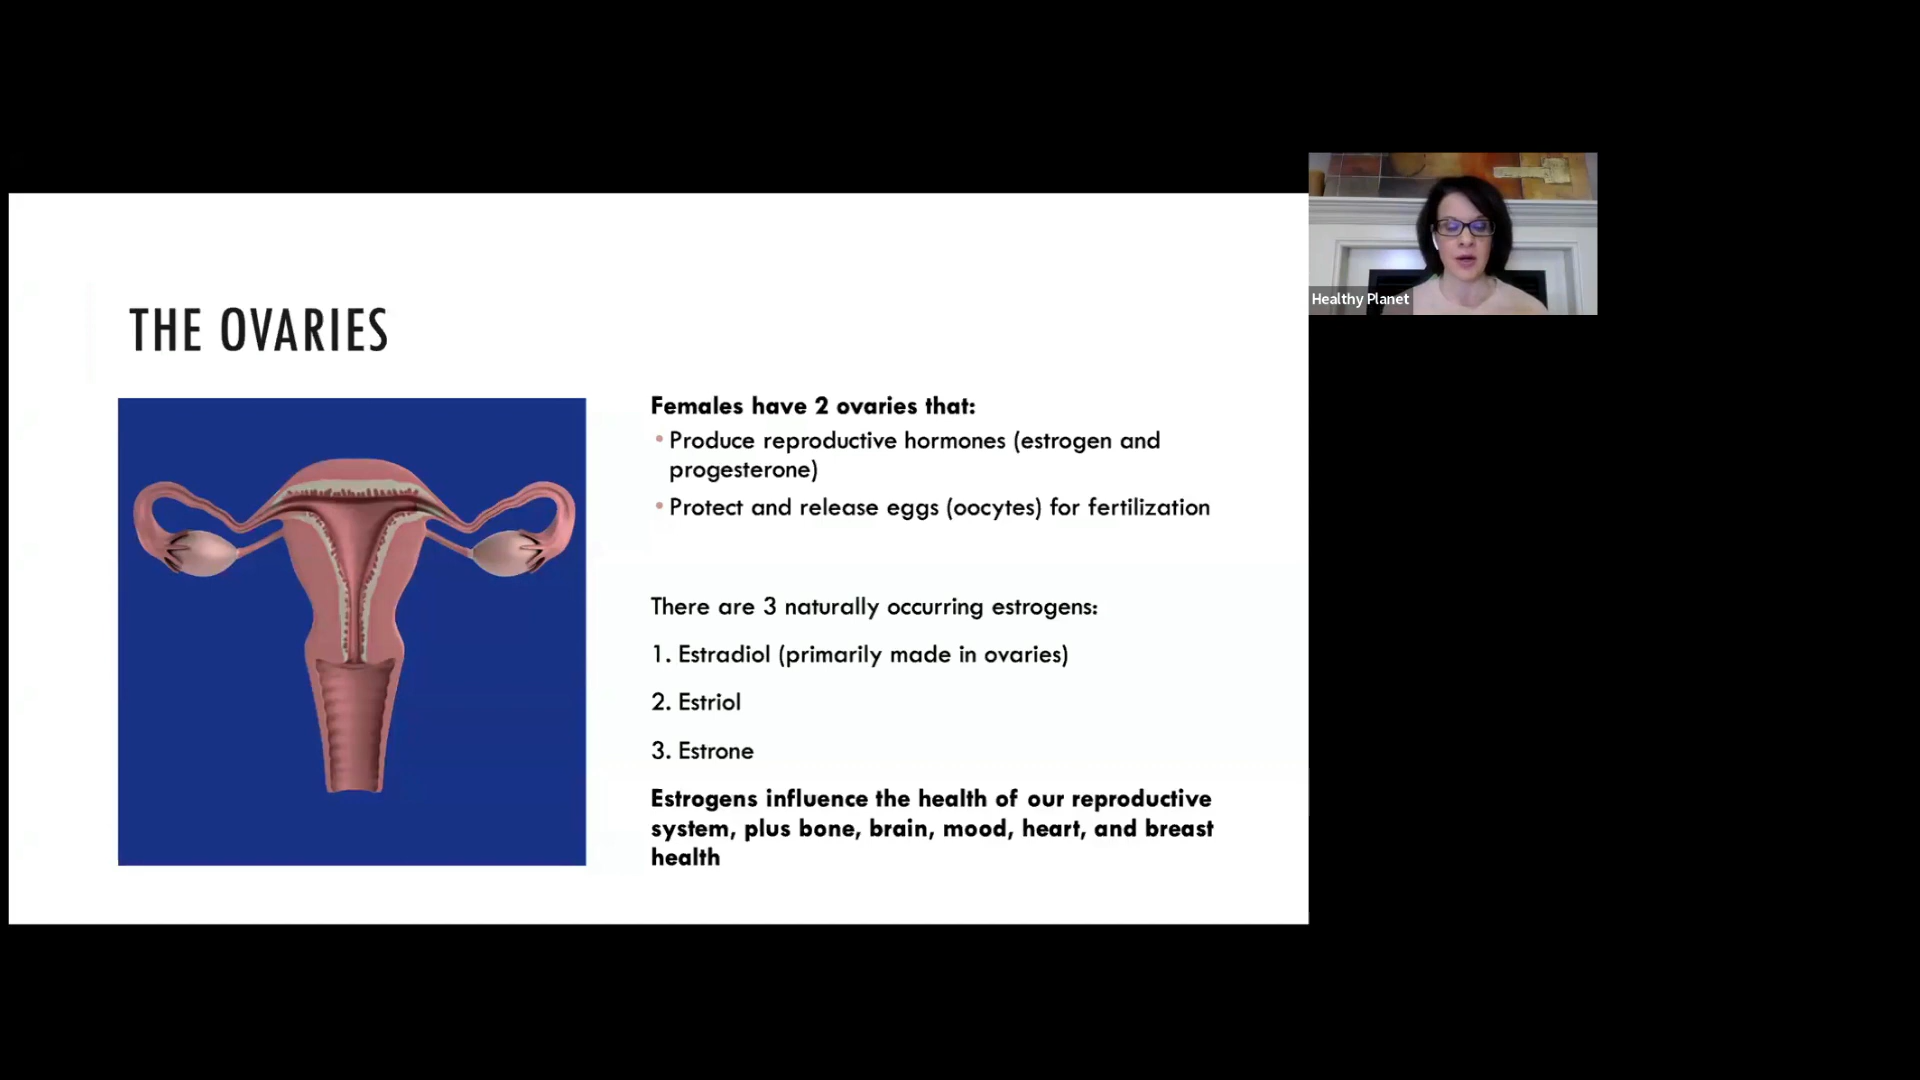 Healthy Planet
THE OVARIES
Females have 2 ovaries that:
• Produce reproductive hormones (estrogen and
progesterone)
• Protect and release eggs (oocytes) for fertilization
There are 3 naturally occurring estrogens:
1. Estradiol (primarily made in ovaries)
2. Estriol
3. Estrone
Estrogens influence the health of our reproductive
system, plus bone, brain, mood, heart, and breast
health